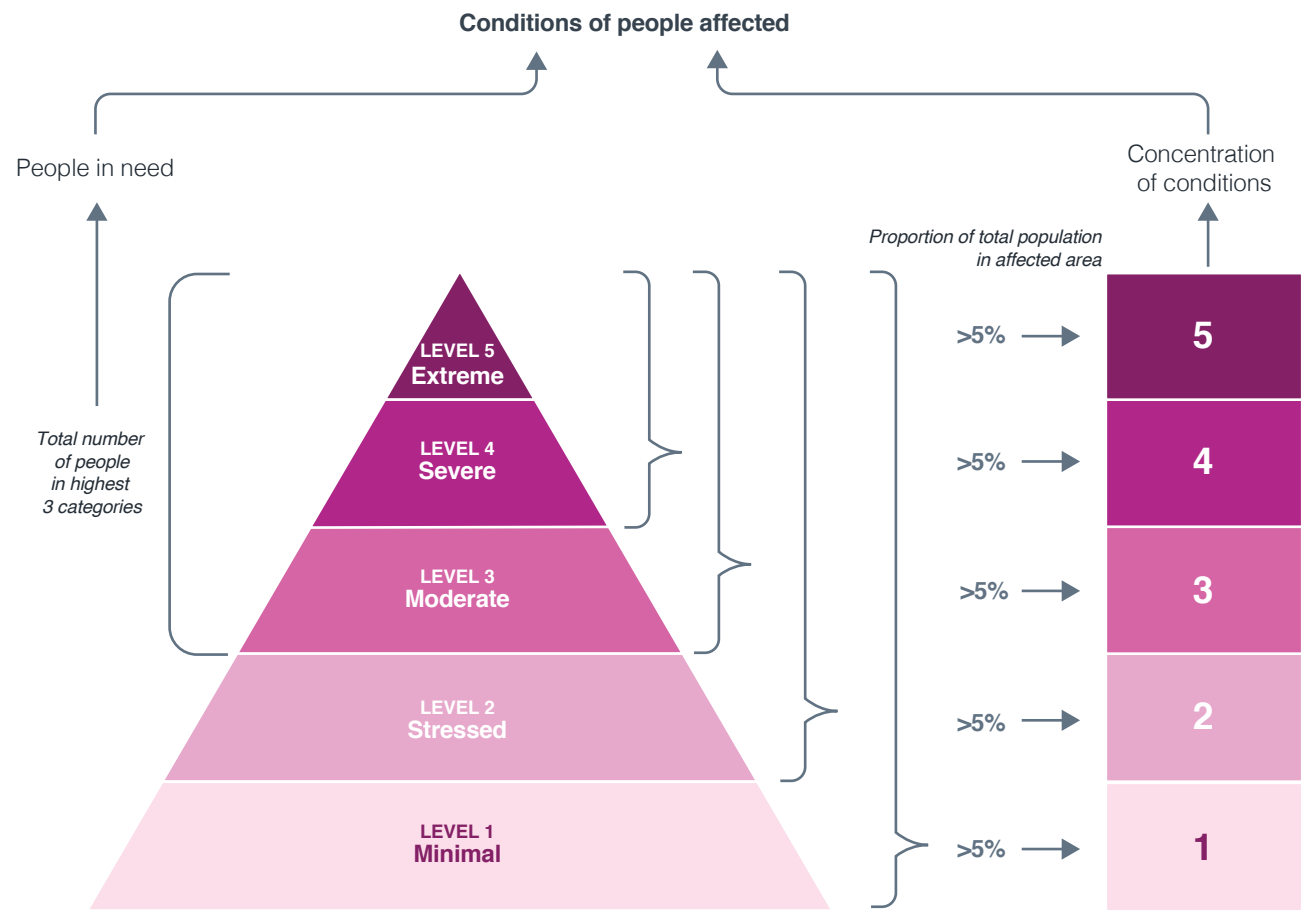 Conditions of people affected
People in need
Concentration
of conditions
Proportion of total population
in affected area
Total number
of people
in highest
3 categories
LEVEL 5
Extreme
>5%
5
LEVEL 4
Severe
>5%
4
LEVEL 3
Moderate
>5%
3
LEVEL 2
Stressed
>5%
2
LEVEL 1
Minimal
>5%
1